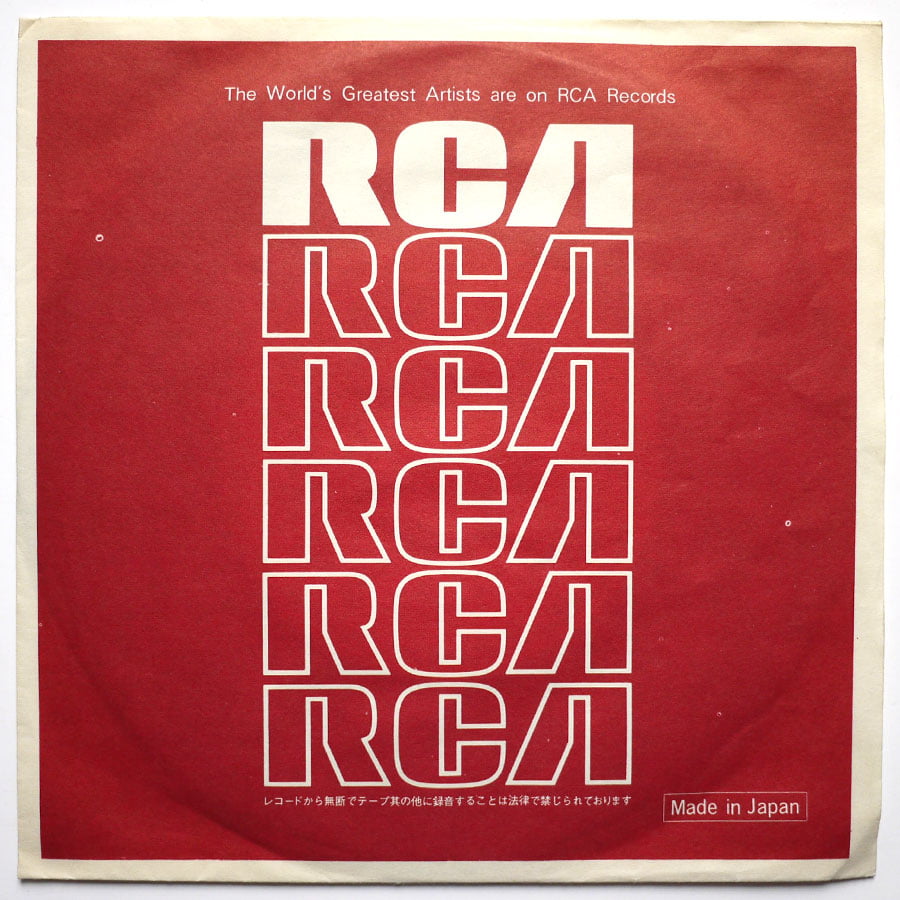 The World's Greatest Artists are on RCA Records
RCA
RCA
RCA
RCA
RCA
RCA
レコードから無断でテープ其の他に録音することは法律で禁じられております
Made in Japan